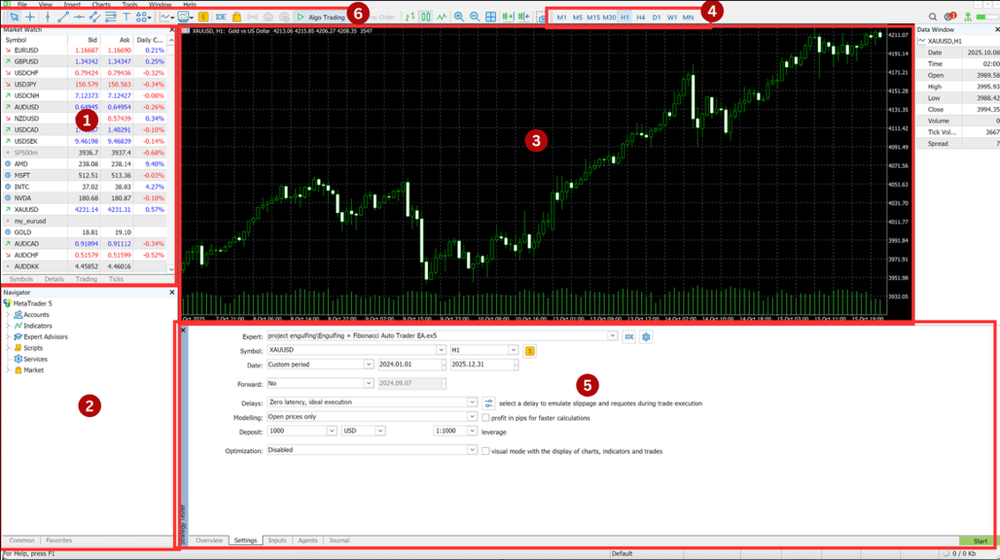 File View Insert Charts Tools Window Help
IDE Algo Trading 6 ew Order M1 M5 M15 M30 H1 H4 D1 W1 MN 4
Market Watch
Symbol Bid Ask Daily C...
EURUSD 1.16687 1.16690 0.21%
GBPUSD 1.34342 1.34347 0.25%
USDCHF 0.79424 0.79436 -0.32%
USDJPY 150.579 150.583 -0.34%
USDCNH 7.12373 7.12427 -0.08%
AUDUSD 0.64945 0.64954 -0.26%
NZDUSD 0.57439 0.34%
1
USDCAD 1.40291 -0.10%
USDSEK 9.46198 9.46839 -0.14%
SP500m 3936.7 3937.4 -0.68%
AMD 238.08 238.14 9.40%
MSFT 512.51 513.36 -0.03%
INTC 37.02 38.03 4.27%
NVDA 180.68 180.87 -0.10%
XAUUSD 4231.14 4231.31 0.57%
my_eurusd
GOLD 18.81 19.10
AUDCAD 0.91094 0.91112 -0.34%
AUDCHF 0.51579 0.51599 -0.52%
AUDDKK 4.45852 4.46016
Symbols Details Trading Ticks
XAUUSD, H1: Gold vs US Dollar 4213.06 4215.85 4206.27 4208.35 3547
3
4211.07
4191.14
4171.21
4151.28
4131.35
4111.42
4091.49
4071.56
4051.63
4031.70
4011.77
3991.84
3971.91
3951.98
3932.05
Oct 2025 7 Oct 21:00 8 Oct 06:00 8 Oct 14:00 8 Oct 22:00 9 Oct 07:00 9 Oct 15:00 10 Oct 00:00 10 Oct 08:00 10 Oct 16:00 13 Oct 01:00 13 Oct 09:00 13 Oct 17:00 14 Oct 02:00 14 Oct 10:00 14 Oct 18:00 15 Oct 03:00 15 Oct 11:00 15 Oct 19:00
Data Window
XAUUSD,H1
Date 2025.10.08
Time 02:00
Open 3989.58
High 3995.93
Low 3988.42
Close 3994.35
Volume 0
Tick Vol... 3667
Spread 7
Navigator
MetaTrader 5
Accounts
Indicators
Expert Advisors
Scripts
Services
Market
2
Common Favorites
Expert: project engulfing\Engulfing + Fibonacci Auto Trader EA.ex5 IDE
Symbol: XAUUSD H1
Date: Custom period 2024.01.01 2025.12.31
Forward: No 2024.09.07
5
Delays: Zero latency, ideal execution select a delay to emulate slippage and requotes during trade execution
Modelling: Open prices only profit in pips for faster calculations
Deposit: 1000 USD 1:1000 leverage
Optimization: Disabled visual mode with the display of charts, indicators and trades
Strategy Tester
Overview Settings Inputs Agents Journal Start
For Help, press F1 Default 0 / 0 Kb